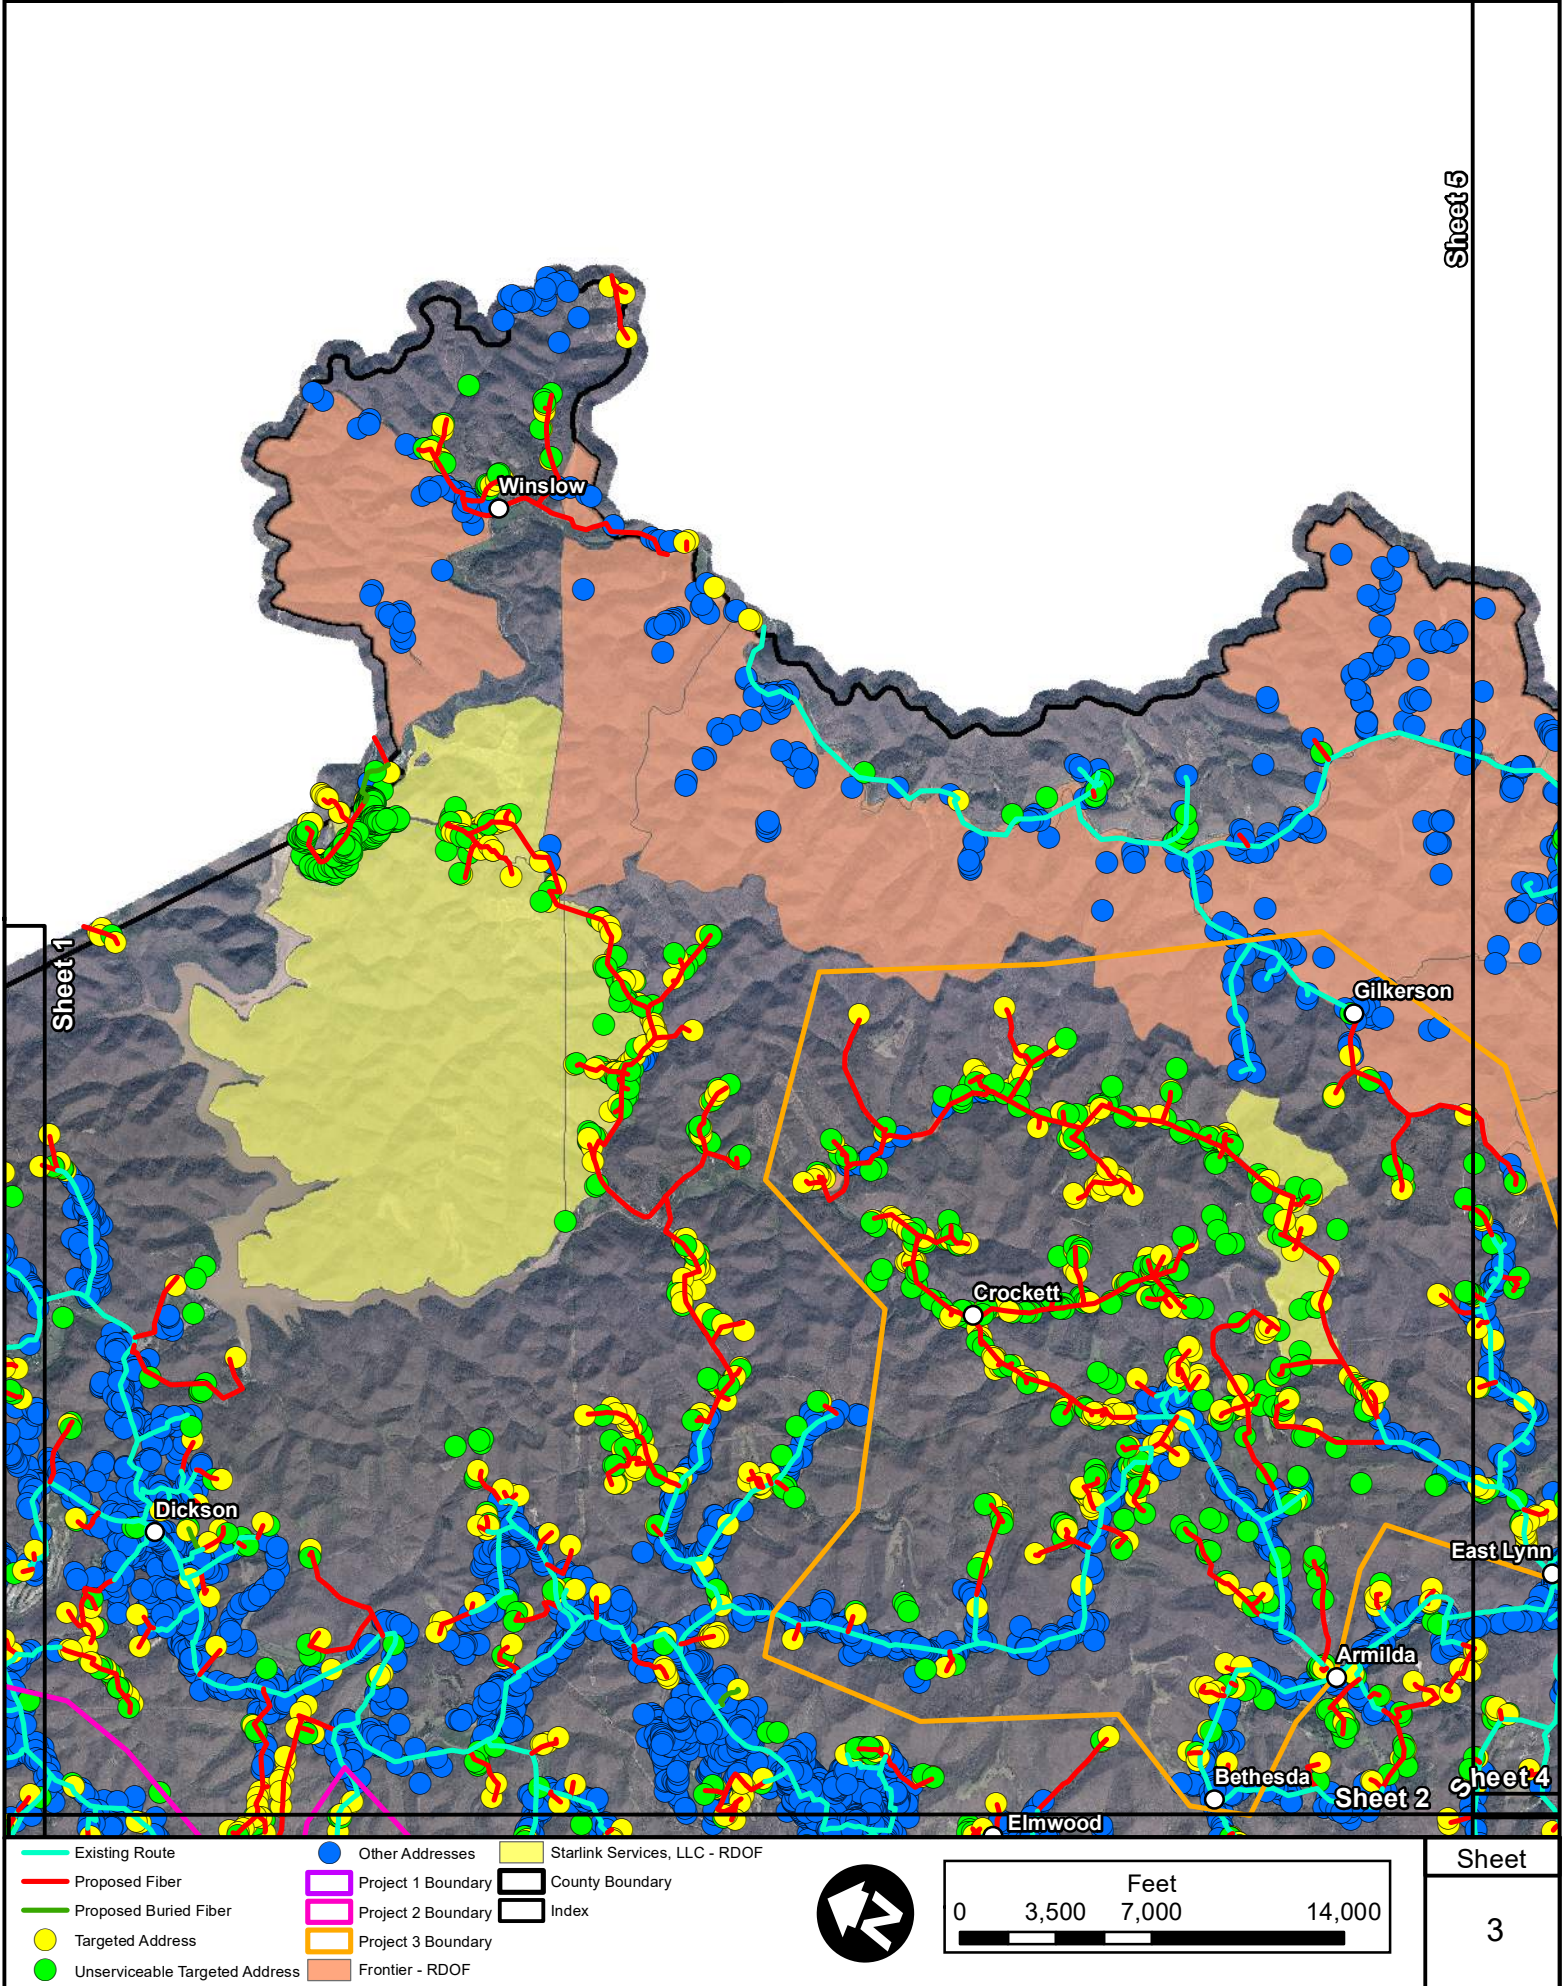 Sheet 5
Winslow
Sheet 1
Gilkerson
Crockett
Dickson
East Lynn
Armilda
Bethesda
Sheet 2
Sheet 4
Elmwood
Existing Route
Proposed Fiber
Proposed Buried Fiber
Targeted Address
Unserviceable Targeted Address
Other Addresses
Project 1 Boundary
Project 2 Boundary
Project 3 Boundary
Frontier - RDOF
Starlink Services, LLC - RDOF
County Boundary
Index
N
Feet
0 3,500 7,000 14,000
Sheet
3